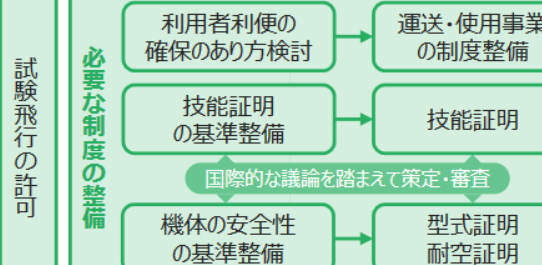 試験飛行の許可
必要な制度の整備
利用者利便の
確保のあり方検討
運送・使用事業
の制度整備
技能証明
の基準整備
技能証明
国際的な議論を踏まえて策定・審査
機体の安全性
の基準整備
型式証明
耐空証明